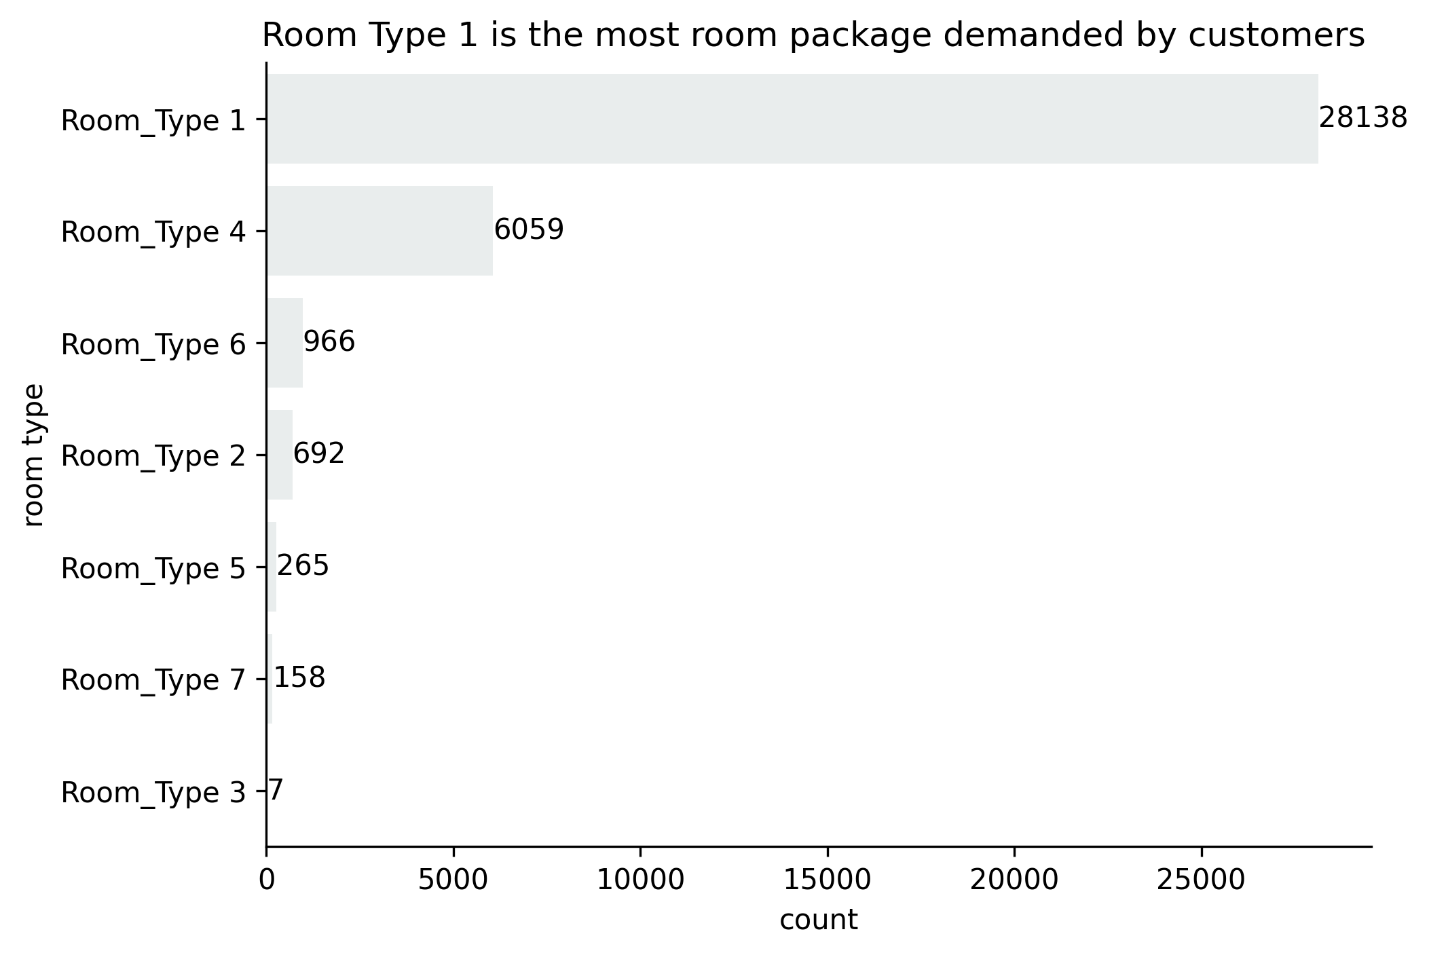 Room Type 1 is the most room package demanded by customers
Room_Type 1
28138
Room_Type 4
6059
Room_Type 6
966
Room_Type 2
692
Room_Type 5
265
Room_Type 7
158
Room_Type 3
7
room type
0 5000 10000 15000 20000 25000
count